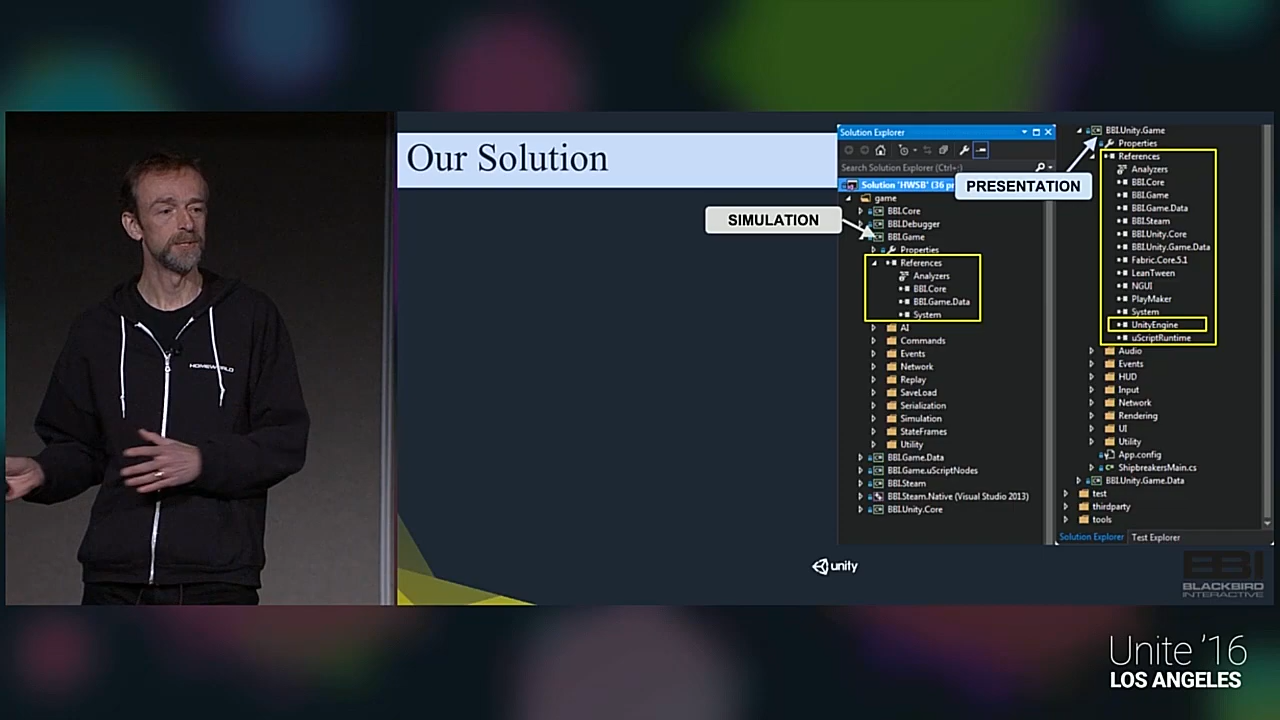 HOMEWORLD
Our Solution
SIMULATION
PRESENTATION
Solution Explorer
Search Solution Explorer (Ctrl+;)
Solution 'HWSB' (36 p
game
BBI.Core
BBI.Debugger
BBI.Game
Properties
References
Analyzers
BBI.Core
BBI.Game.Data
System
AI
Commands
Events
Network
Replay
SaveLoad
Serialization
Simulation
StateFrames
Utility
BBI.Game.Data
BBI.Game.uScriptNodes
BBI.Steam
BBI.Steam.Native (Visual Studio 2013)
BBI.Unity.Core
BBI.Unity.Game
Properties
References
Analyzers
BBI.Core
BBI.Game
BBI.Game.Data
BBI.Steam
BBI.Unity.Core
BBI.Unity.Game.Data
Fabric.Core.5.1
LeanTween
NGUI
PlayMaker
System
UnityEngine
uScriptRuntime
Audio
Events
HUD
Input
Network
Rendering
UI
Utility
App.config
ShipbreakersMain.cs
BBI.Unity.Game.Data
test
thirdparty
tools
Solution Explorer Test Explorer
unity
BBI
BLACKBIRD
INTERACTIVE
Unite '16
LOS ANGELES